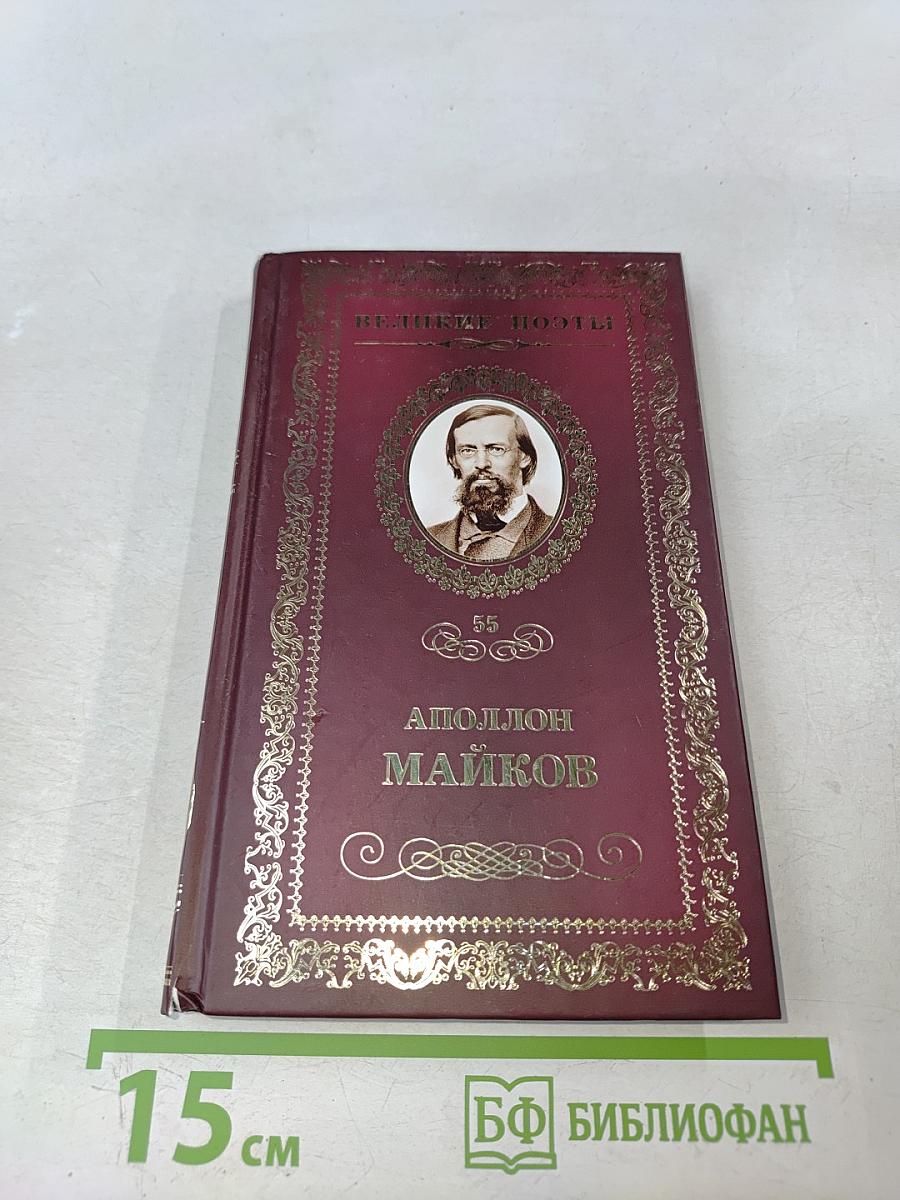 ВЕЛИКИЕ ПОЭТЫ
55
АПОЛЛОН
МАЙКОВ
15 см
БФ БИБЛИОФАН